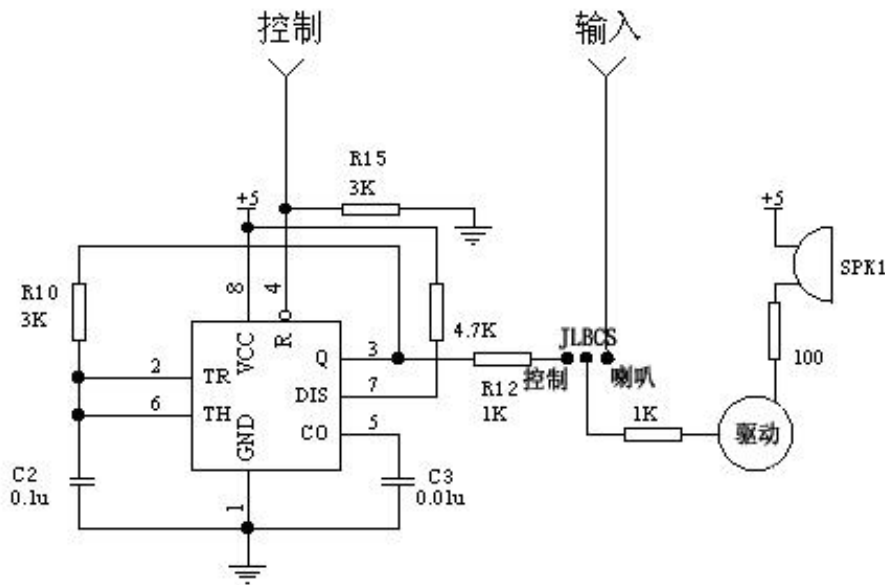 控制
输入
R15
3K
+5
+5
R10
3K
8
4
SPK1
VCC
R
4.7K
JLBCS
2
TR
Q
3
控制
喇叭
100
R12
1K
7
DIS
6
TH
GND
CO
5
1K
驱动
C2
0.1u
C3
0.01u
1